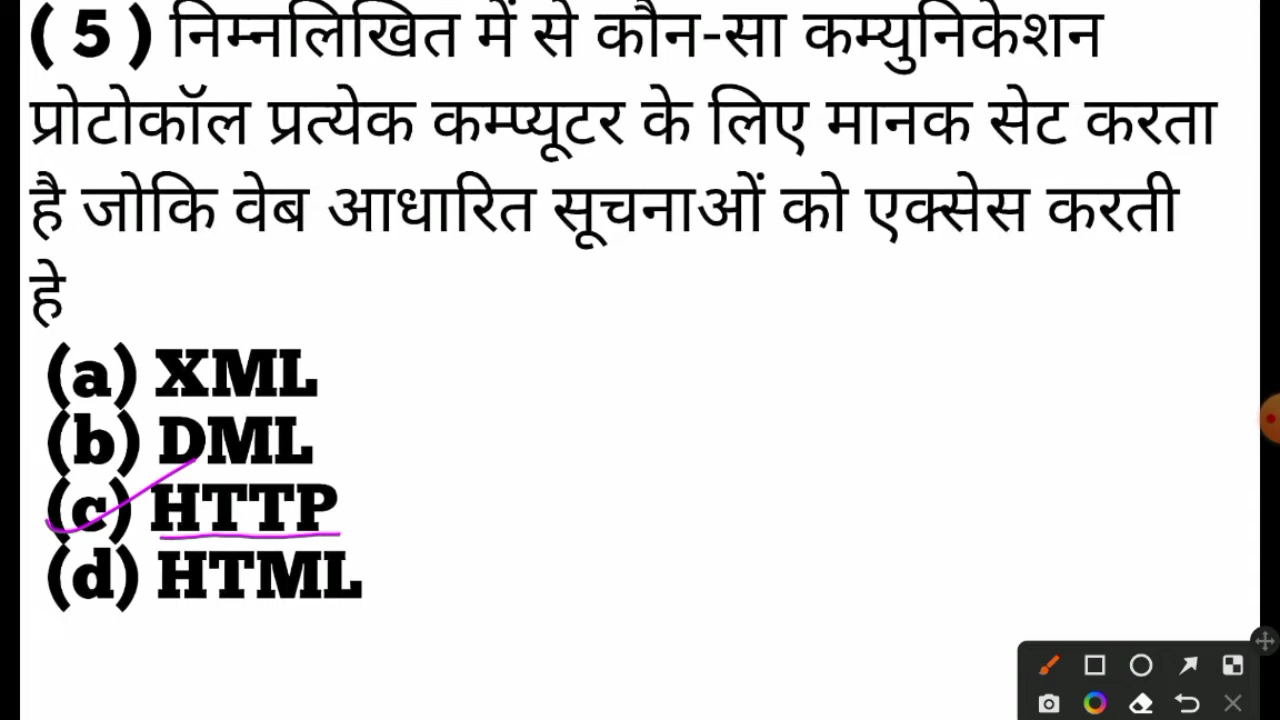 ( 5 ) निम्नलिखित में से कौन-सा कम्युनिकेशन
प्रोटोकॉल प्रत्येक कम्प्यूटर के लिए मानक सेट करता
है जोकि वेब आधारित सूचनाओं को एक्सेस करती
हे
(a) XML
(b) DML
(c) HTTP
(d) HTML